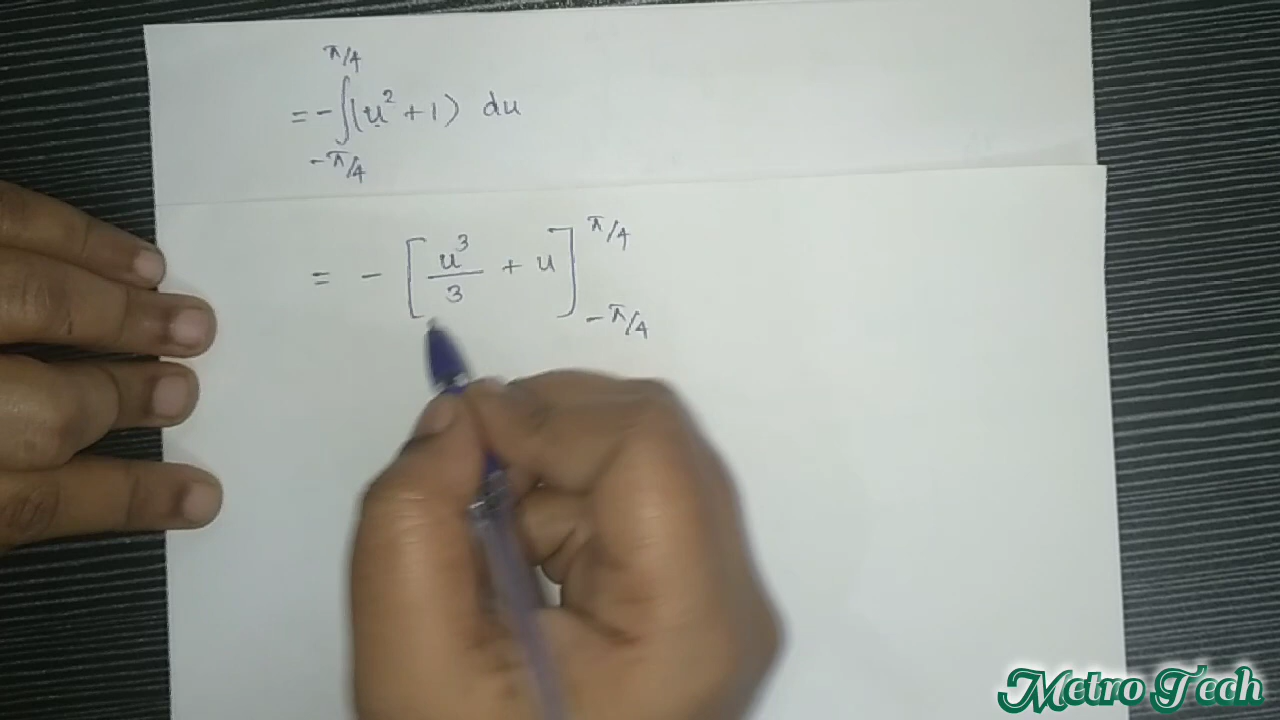 π/4
= - ∫ (u² + 1) du
-π/4
= - [ u³/3 + u ] π/4
-π/4
Metro Tech